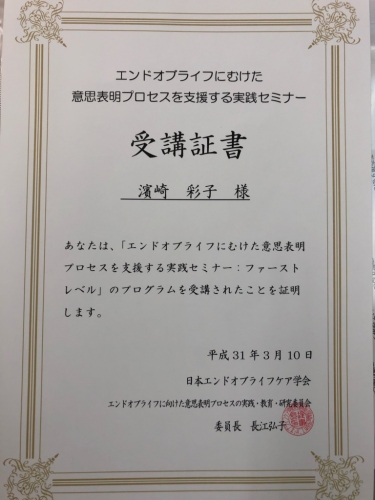 エンドオブライフにむけた
意思表明プロセスを支援する実践セミナー
受講証書
濱崎　彩子　様
あなたは、「エンドオブライフにむけた意思表明
プロセスを支援する実践セミナー：ファースト
レベル」のプログラムを受講されたことを証明
します。
平成 31 年 3 月 10 日
日本エンドオブライフケア学会
エンドオブライフに向けた意思表明プロセスの実践・教育・研究委員会
委員長　長江弘子